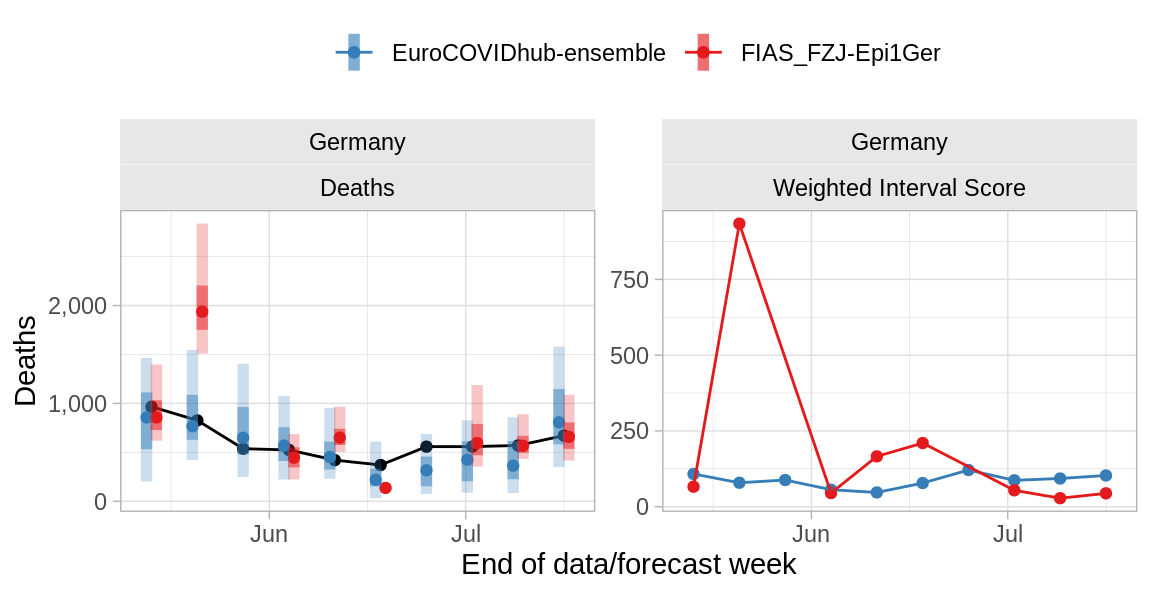 EuroCOVIDhub-ensemble FIAS_FZJ-Epi1Ger
Germany
Deaths
Germany
Weighted Interval Score
Deaths
2,000
1,000
0
Jun
Jul
750
500
250
0
Jun
Jul
End of data/forecast week